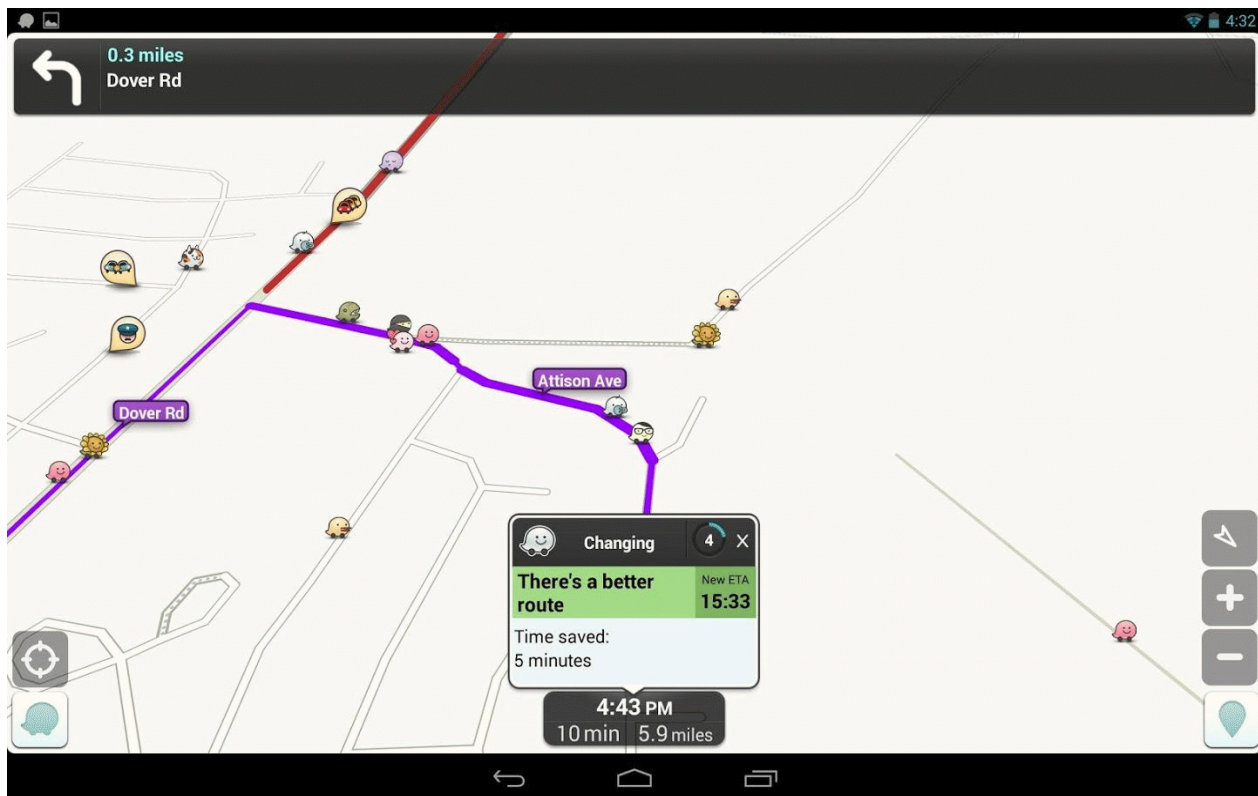 4:32
0.3 miles
Dover Rd
Attison Ave
Dover Rd
Changing 4 X
There's a better
route
New ETA
15:33
Time saved:
5 minutes
4:43 PM
10 min 5.9 miles